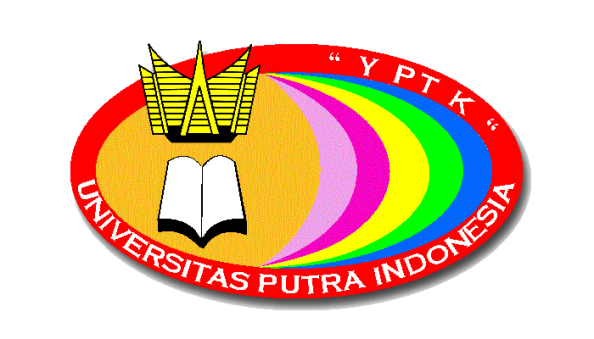 “ Y P T K “
UNIVERSITAS PUTRA INDONESIA